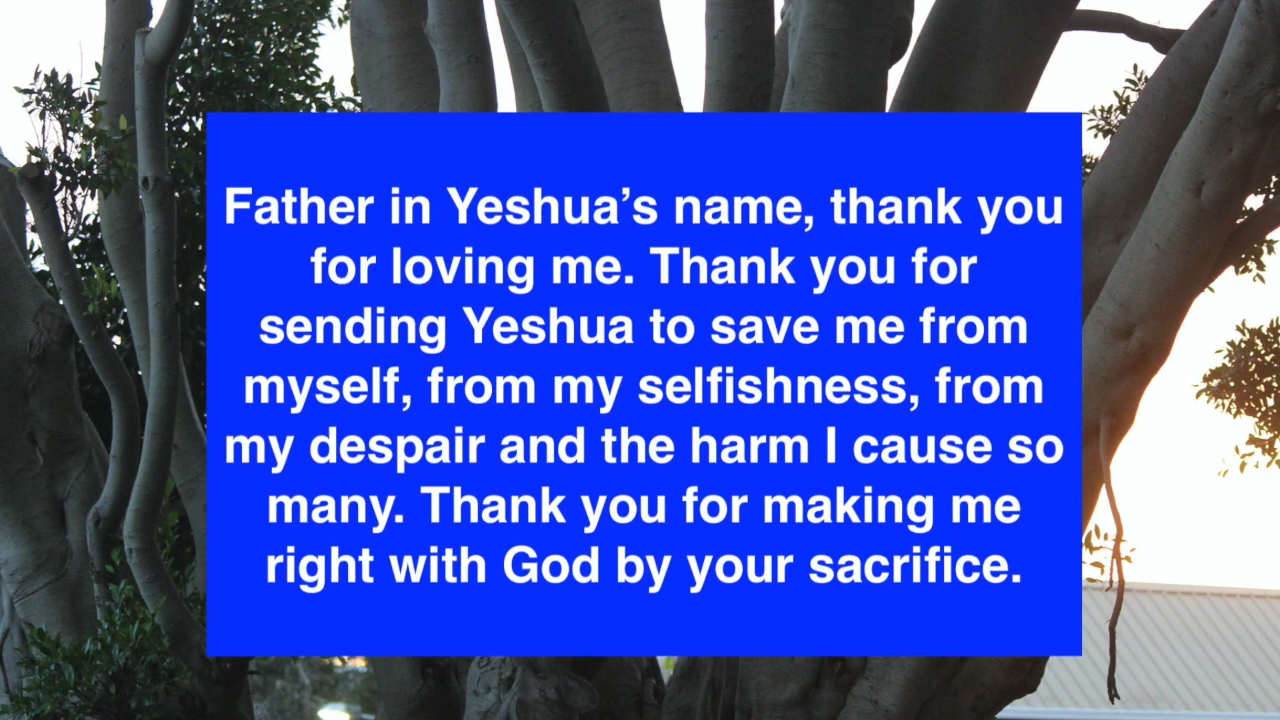 Father in Yeshua’s name, thank you
for loving me. Thank you for
sending Yeshua to save me from
myself, from my selfishness, from
my despair and the harm I cause so
many. Thank you for making me
right with God by your sacrifice.